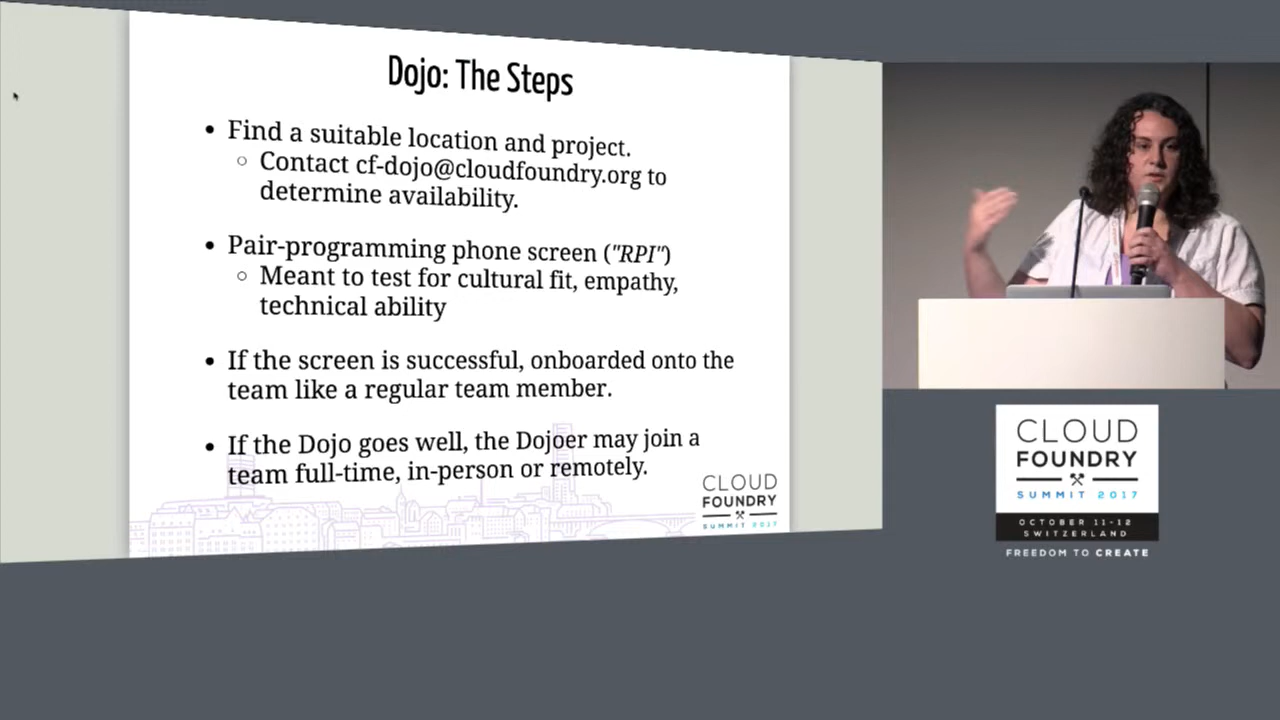 Dojo: The Steps
• Find a suitable location and project.
○ Contact cf-dojo@cloudfoundry.org to
determine availability.
• Pair-programming phone screen ("RPI")
○ Meant to test for cultural fit, empathy,
technical ability
• If the screen is successful, onboarded onto the
team like a regular team member.
• If the Dojo goes well, the Dojoer may join a
team full-time, in-person or remotely.
CLOUD
FOUNDRY
SUMMIT 2017
CLOUD
FOUNDRY
SUMMIT 2017
OCTOBER 11-12
SWITZERLAND
FREEDOM TO CREATE